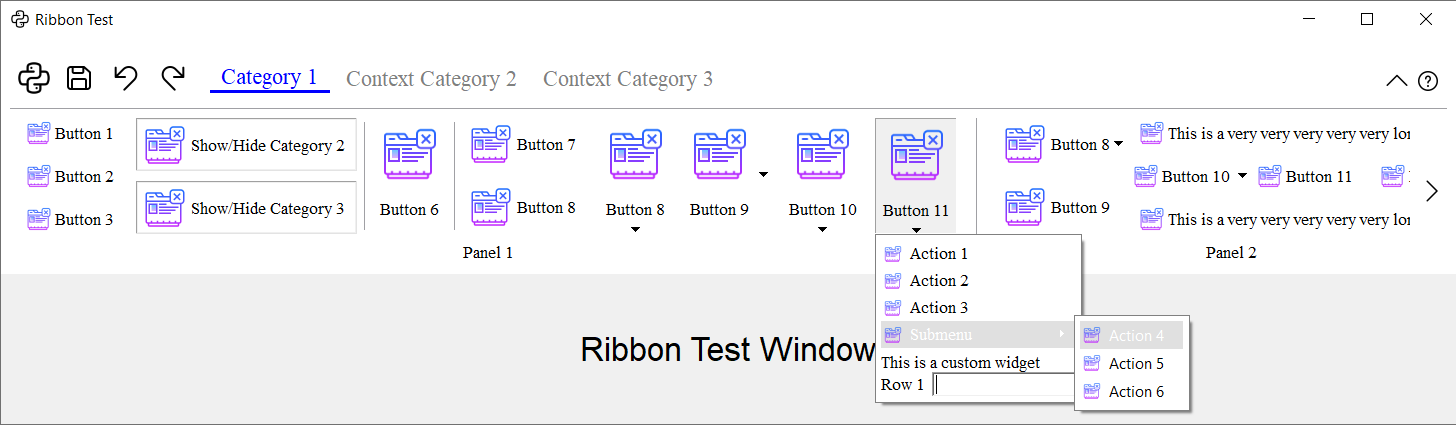 Ribbon Test
Category 1 Context Category 2 Context Category 3
Button 1
Button 2
Button 3
Show/Hide Category 2
Show/Hide Category 3
Button 6
Button 7
Button 8
Button 8
Button 9
Button 10
Button 11
Panel 1
Button 8
Button 9
This is a very very very very very lor
Button 10 Button 11
This is a very very very very very lor
Panel 2
Action 1
Action 2
Action 3
Submenu
This is a custom widget
Row 1
Action 4
Action 5
Action 6
Ribbon Test Window